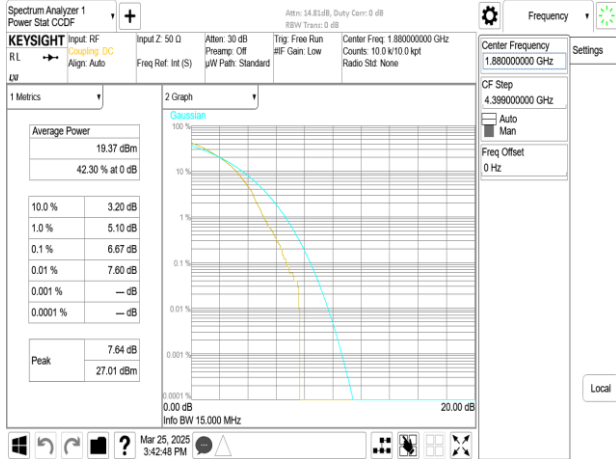 Spectrum Analyzer 1
Power Stat CCDF
Attn: 14.81dB, Duty Corr: 0 dB
RBW Trans: 0 dB
Frequency
KEYSIGHT
RL
LXI
Input: RF
Coupling: DC
Align: Auto
Input Z: 50 Ω
Freq Ref: Int (S)
Atten: 30 dB
Preamp: Off
µW Path: Standard
Trig: Free Run
#IF Gain: Low
Center Freq: 1.880000000 GHz
Counts: 10.0 k/10.0 kpt
Radio Std: None
Center Frequency
1.880000000 GHz
Settings
CF Step
4.399000000 GHz
Auto
Man
Freq Offset
0 Hz
Local
1 Metrics
Average Power
19.37 dBm
42.30 % at 0 dB
10.0 % 3.20 dB
1.0 % 5.10 dB
0.1 % 6.67 dB
0.01 % 7.60 dB
0.001 % --- dB
0.0001 % --- dB
Peak
7.64 dB
27.01 dBm
2 Graph
Gaussian
100 %
10 %
1 %
0.1 %
0.01 %
0.001 %
0.0001 %
0.00 dB 20.00 dB
Info BW 15.000 MHz
?
Mar 25, 2025
3:42:48 PM